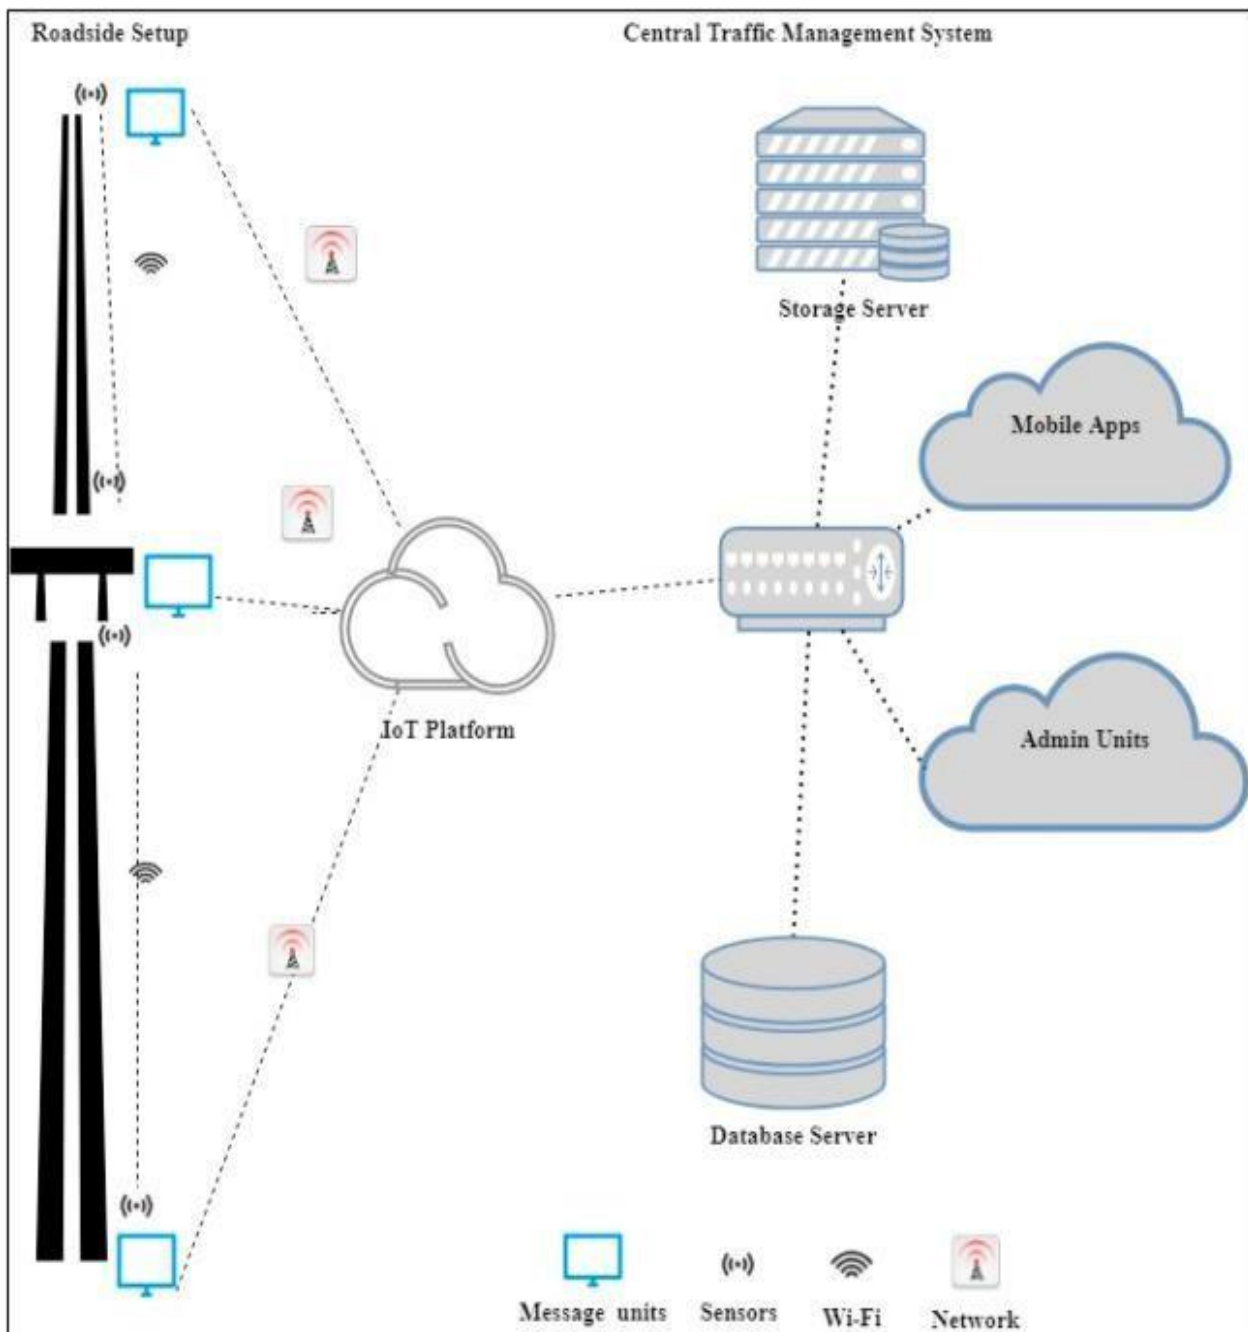 Roadside Setup
Central Traffic Management System
Storage Server
Mobile Apps
IoT Platform
Admin Units
Database Server
Message units
Sensors
Wi-Fi
Network